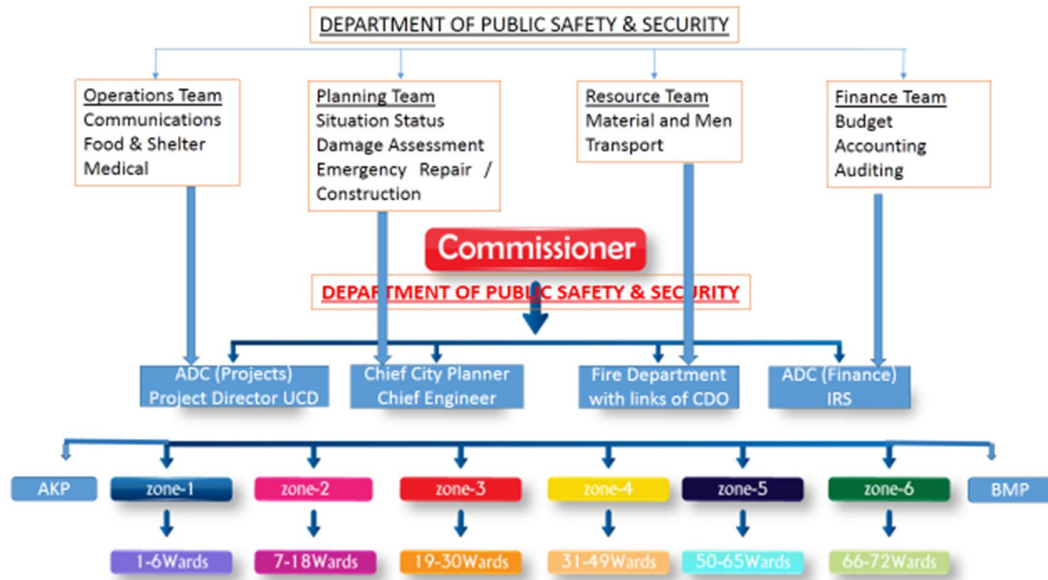 DEPARTMENT OF PUBLIC SAFETY & SECURITY
Operations Team
Communications
Food & Shelter
Medical
Planning Team
Situation Status
Damage Assessment
Emergency Repair /
Construction
Resource Team
Material and Men
Transport
Finance Team
Budget
Accounting
Auditing
Commissioner
DEPARTMENT OF PUBLIC SAFETY & SECURITY
ADC (Projects)
Project Director UCD
Chief City Planner
Chief Engineer
Fire Department
with links of CDO
ADC (Finance)
IRS
AKP
zone-1
zone-2
zone-3
zone-4
zone-5
zone-6
BMP
1-6Wards
7-18Wards
19-30Wards
31-49Wards
50-65Wards
66-72Wards